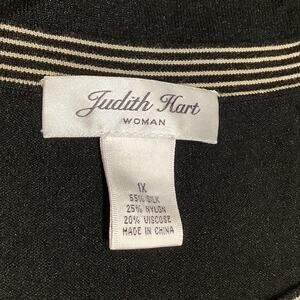 Judith Hart
WOMAN
1X
55% SILK
25% NYLON
20% VISCOSE
MADE IN CHINA